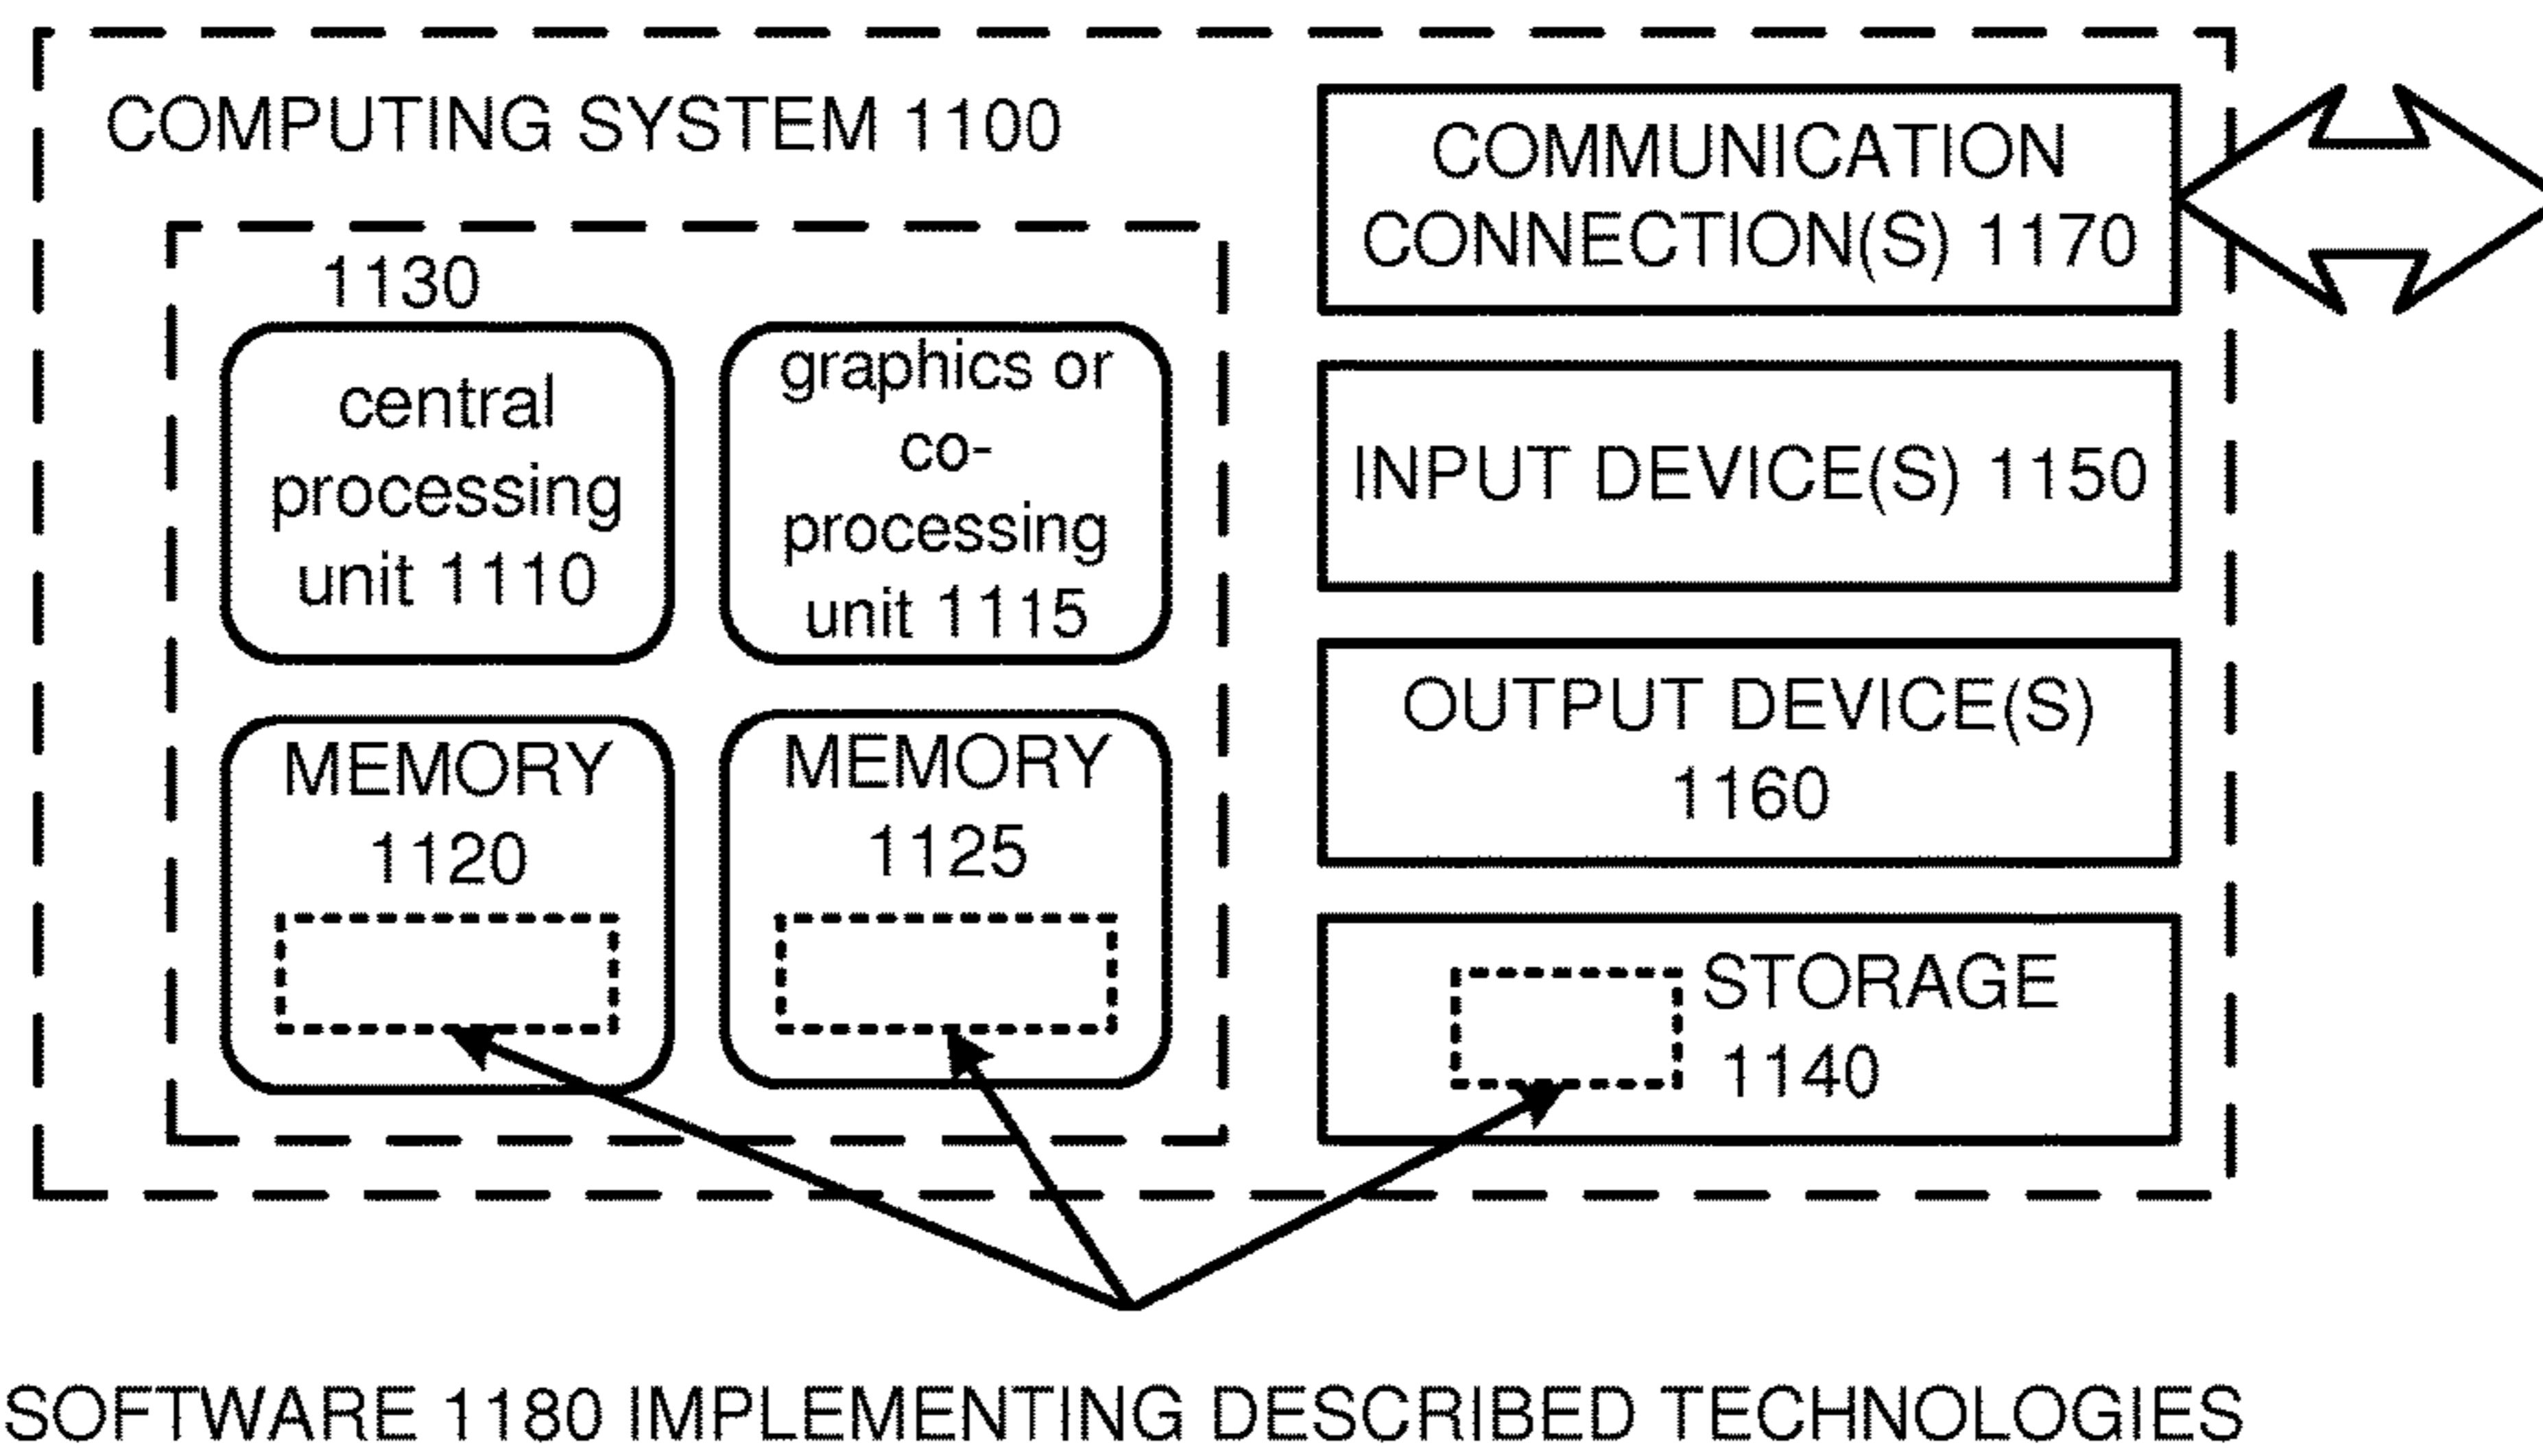 COMPUTING SYSTEM 1100
1130
central
processing
unit 1110
graphics or
co-
processing
unit 1115
MEMORY
1120
MEMORY
1125
COMMUNICATION
CONNECTION(S) 1170
INPUT DEVICE(S) 1150
OUTPUT DEVICE(S)
1160
STORAGE
1140
SOFTWARE 1180 IMPLEMENTING DESCRIBED TECHNOLOGIES